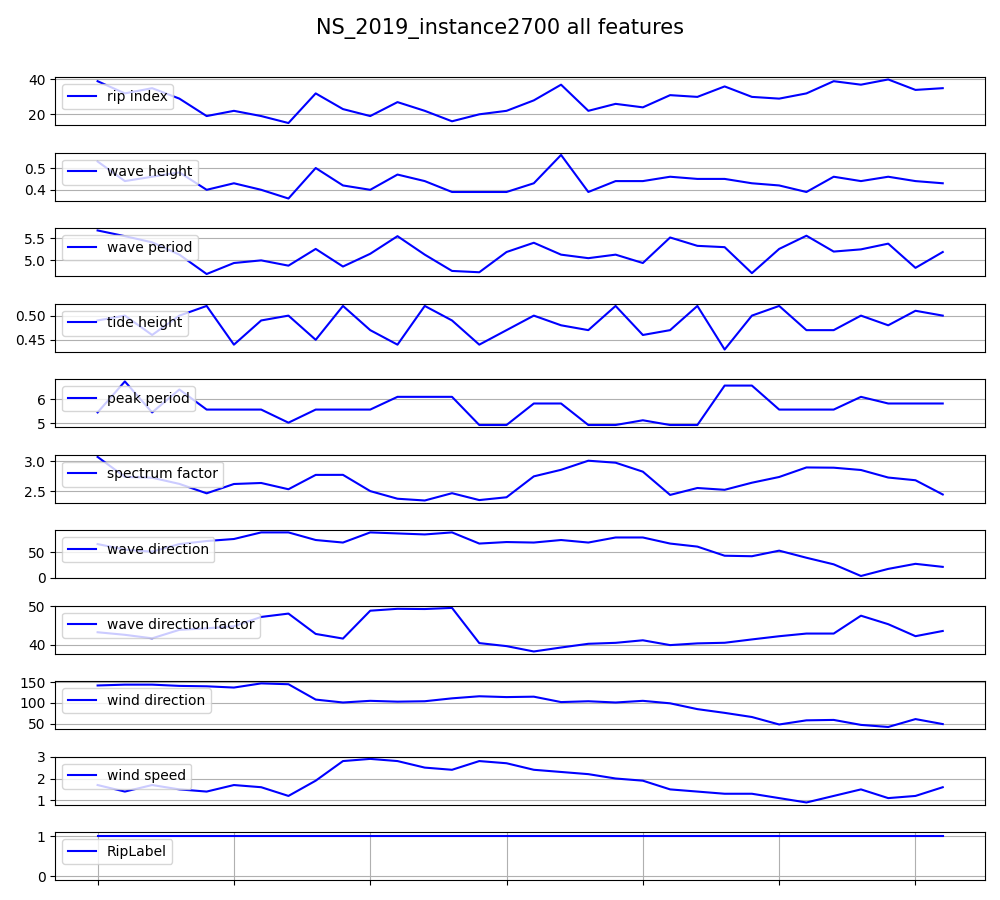 NS_2019_instance2700 all features
40
20
rip index
0.5
0.4
wave height
5.5
5.0
wave period
0.50
0.45
tide height
6
5
peak period
3.0
2.5
spectrum factor
50
0
wave direction
50
40
wave direction factor
150
100
50
wind direction
3
2
1
wind speed
1
0
RipLabel